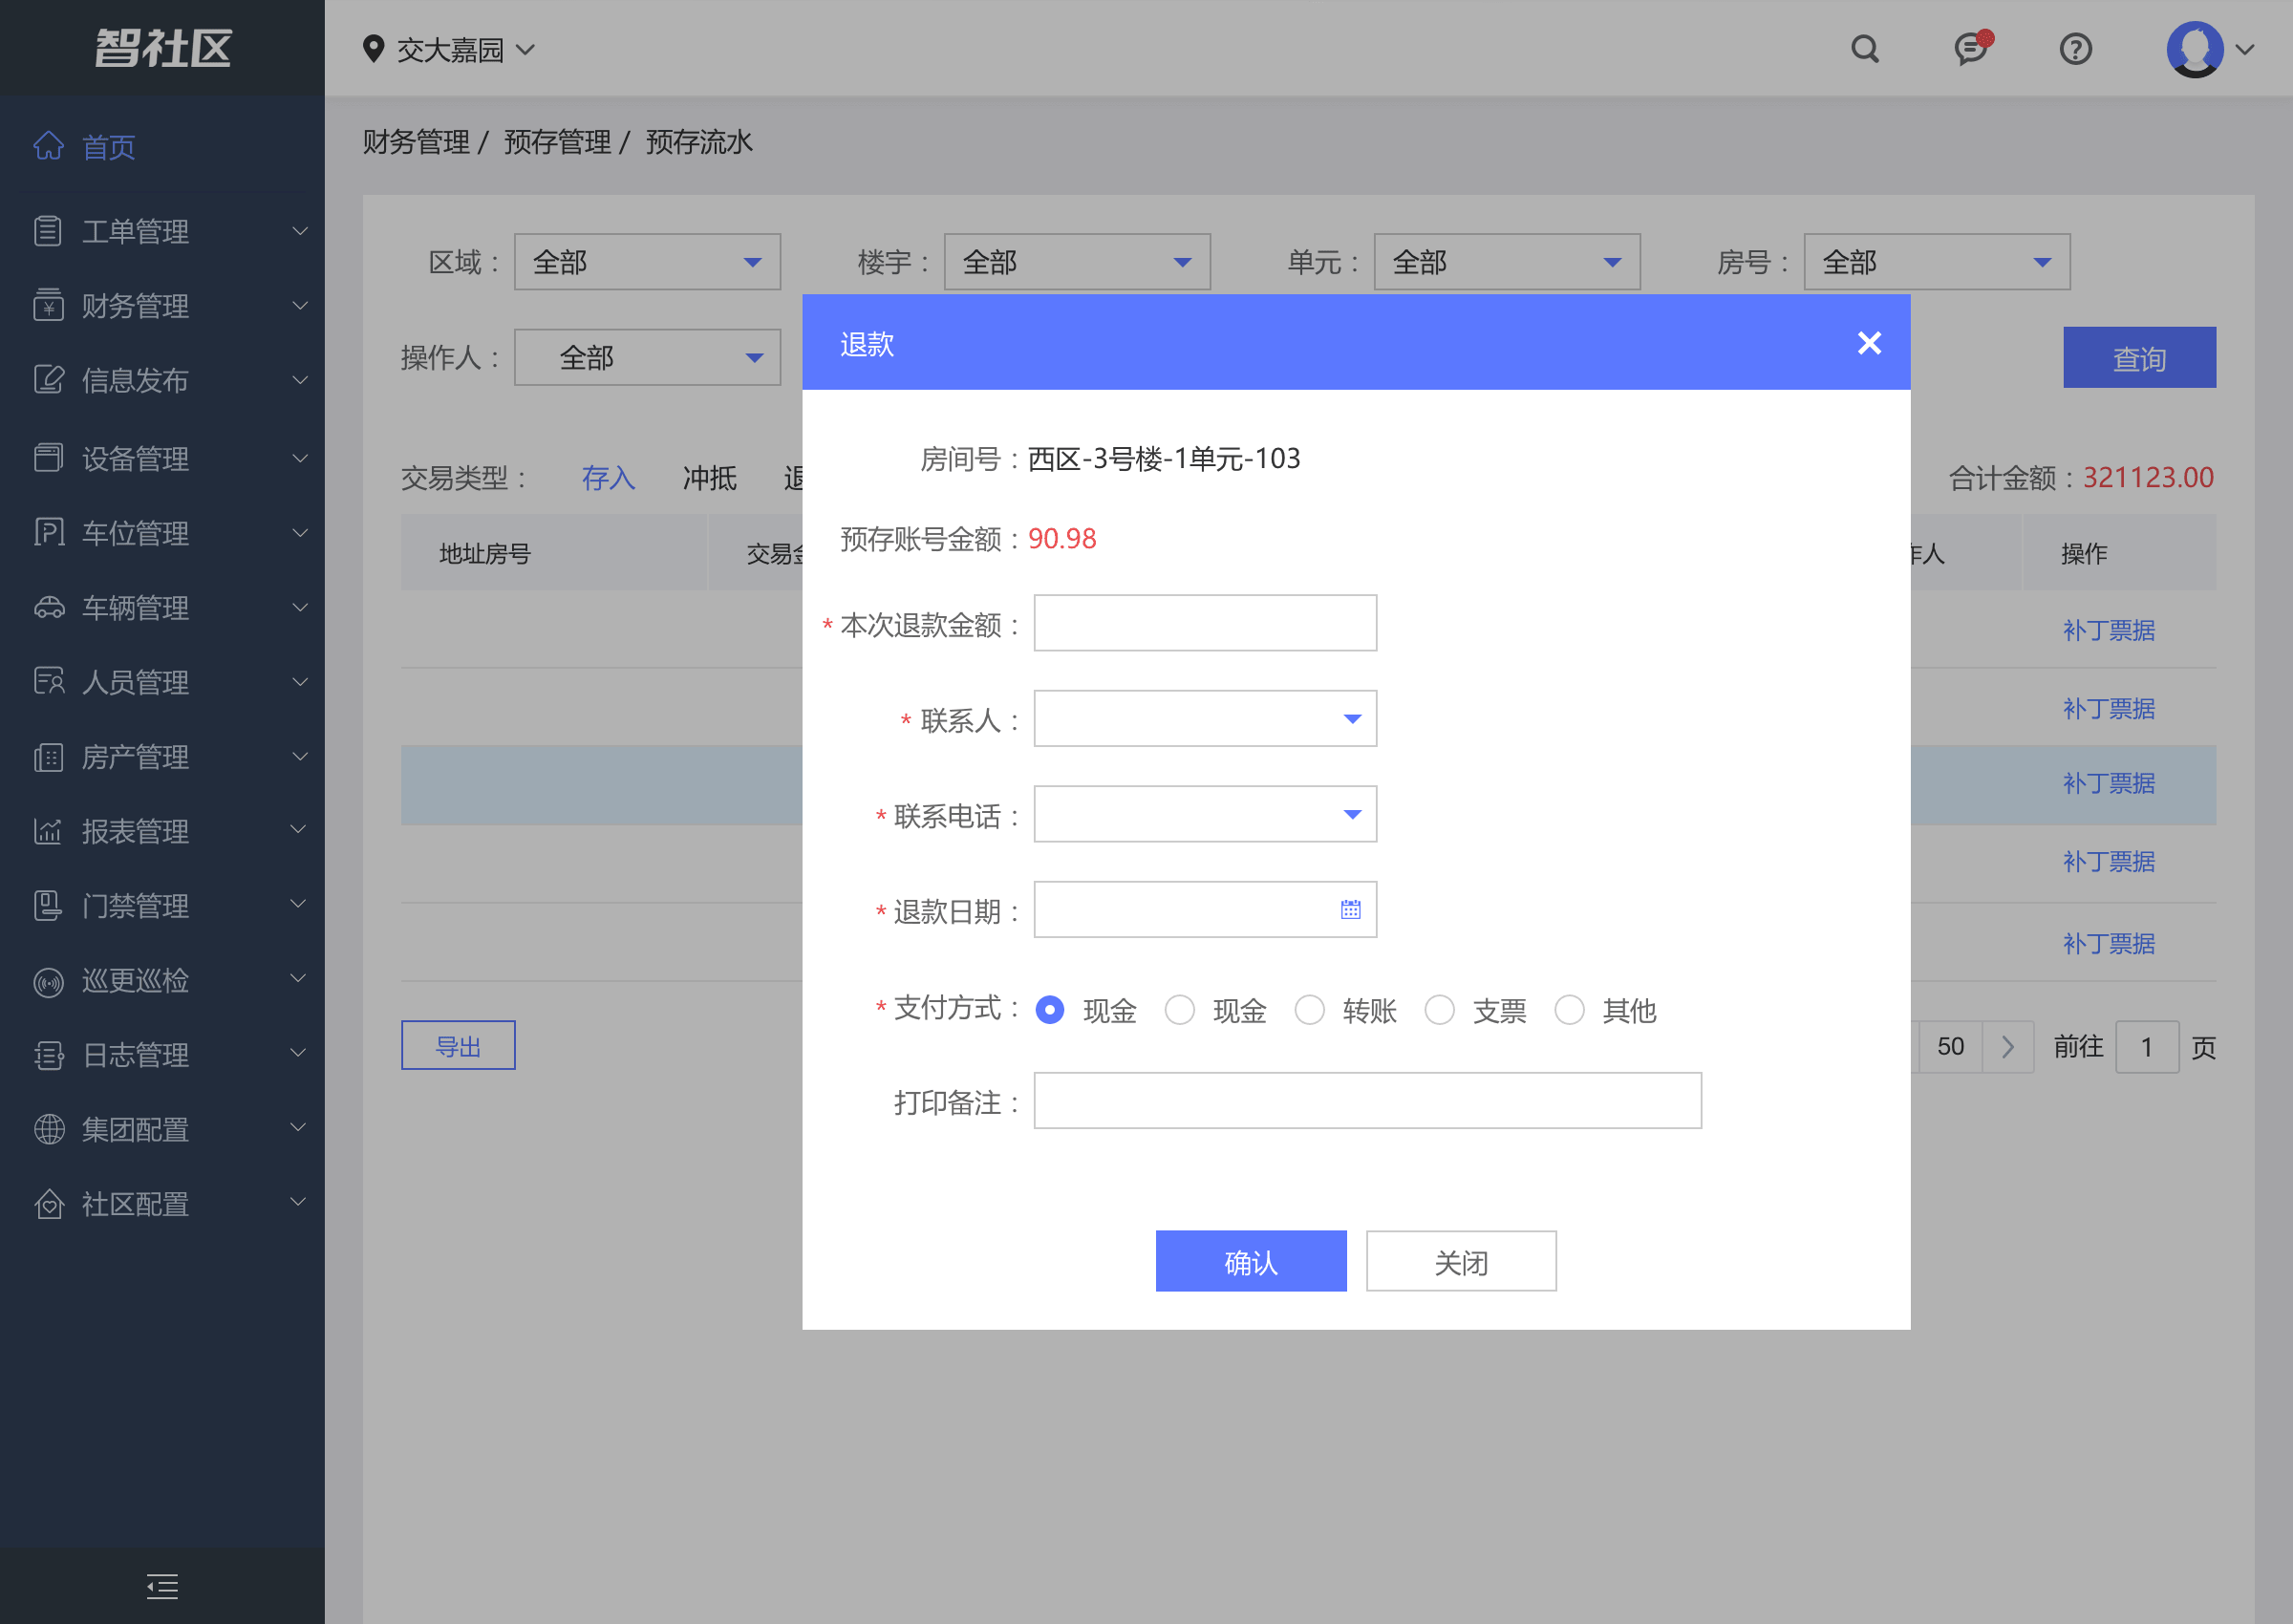 智社区
交大嘉园
首页
工单管理
财务管理
信息发布
设备管理
车位管理
车辆管理
人员管理
房产管理
报表管理
门禁管理
巡更巡检
日志管理
集团配置
社区配置
财务管理 / 预存管理 / 预存流水
区域： 全部 楼宇： 全部 单元： 全部 房号： 全部
操作人： 全部 查询
交易类型： 存入 冲抵 合计金额：321123.00
地址房号 交易 作人 操作
补丁票据
补丁票据
补丁票据
补丁票据
补丁票据
导出 50 前往 1 页
退款
房间号：西区-3号楼-1单元-103
预存账号金额：90.98
* 本次退款金额：
* 联系人：
* 联系电话：
* 退款日期：
* 支付方式： 现金 现金 转账 支票 其他
打印备注：
确认 关闭